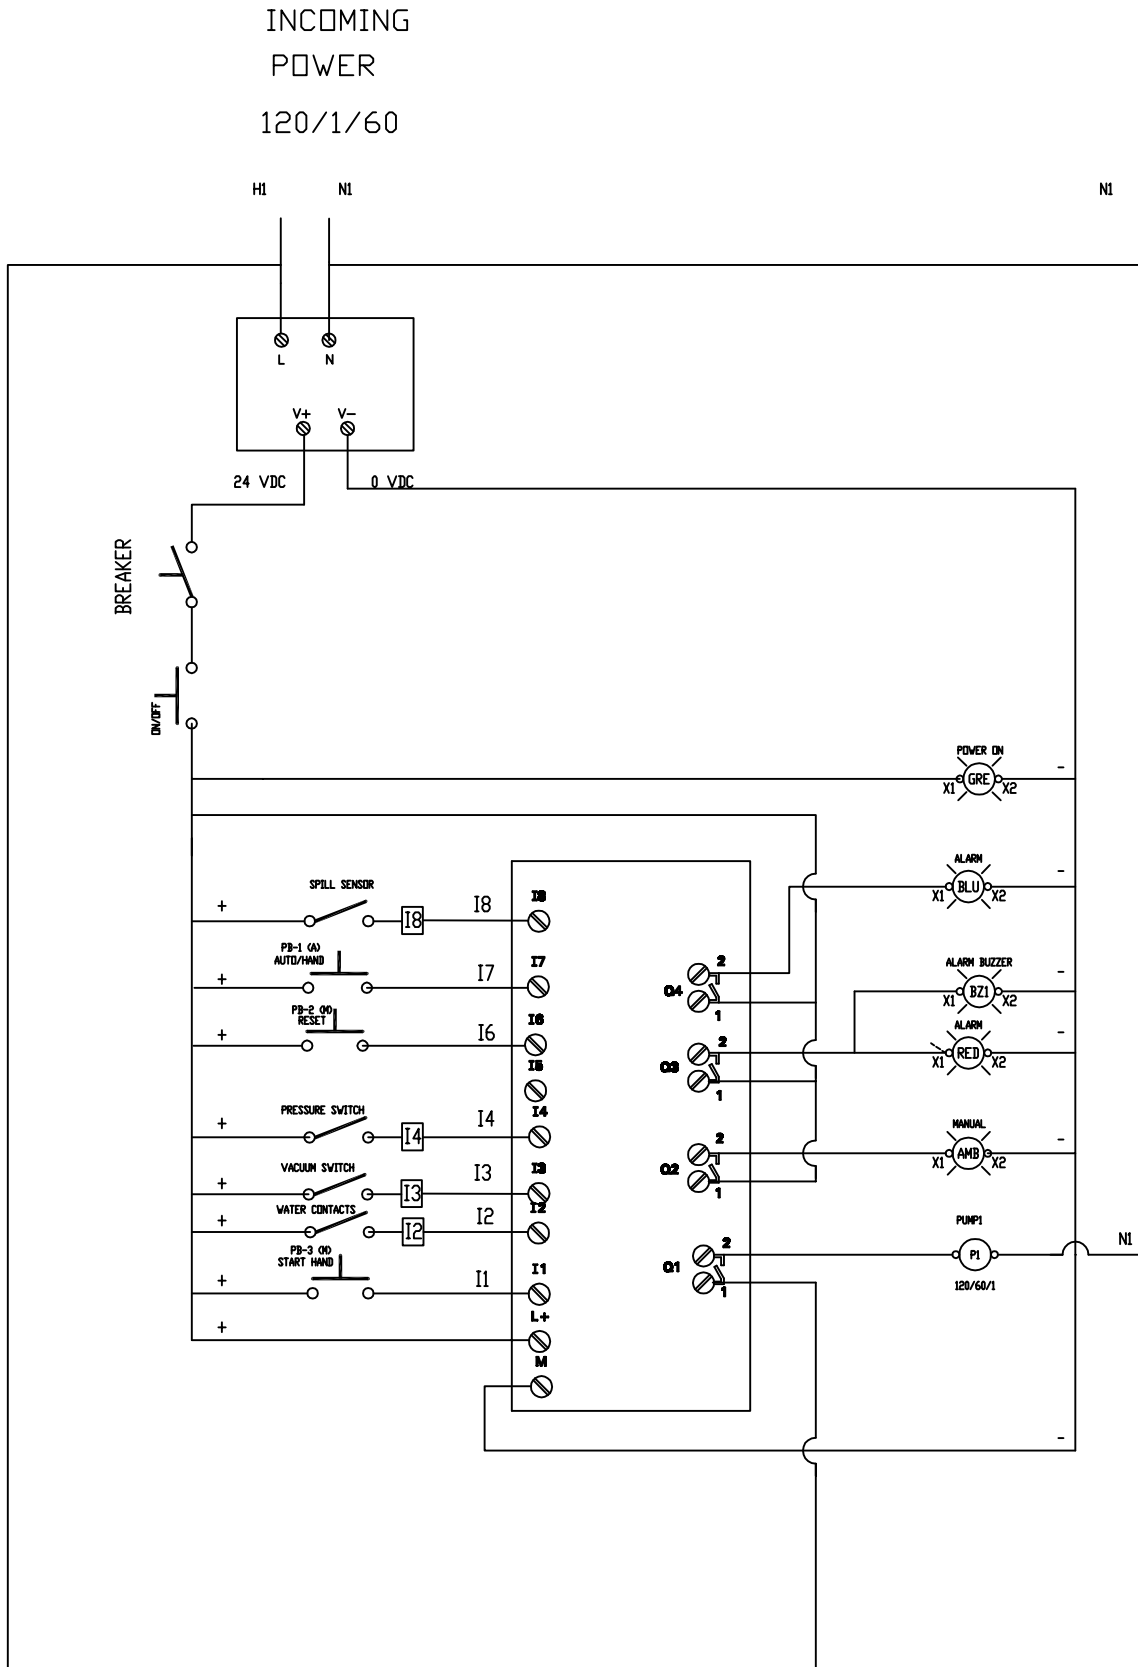 INCOMING
POWER
120/1/60
H1 N1 N1
L N
V+ V-
24 VDC 0 VDC
BREAKER
ON/OFF
POWER ON
-
X1 GRE X2
ALARM
-
X1 BLU X2
SPILL SENSOR
+ I8 I8 I8
PB-1 (A)
AUTO/HAND
+ I7 I7
ALARM BUZZER
-
X1 BZ1 X2
2
Q4
1
PB-2 (M)
RESET
+ I6 I6
ALARM
-
X1 RED X2
2
Q3
1
I5
PRESSURE SWITCH
+ I4 I4 I4
MANUAL
-
X1 AMB X2
2
Q2
1
VACUUM SWITCH
+ I3 I3 I3
WATER CONTACTS
+ I2 I2 I2
PUMP1
P1
120/60/1
N1
2
Q1
1
PB-3 (M)
START HAND
+ I1 I1
+ L+
M
-